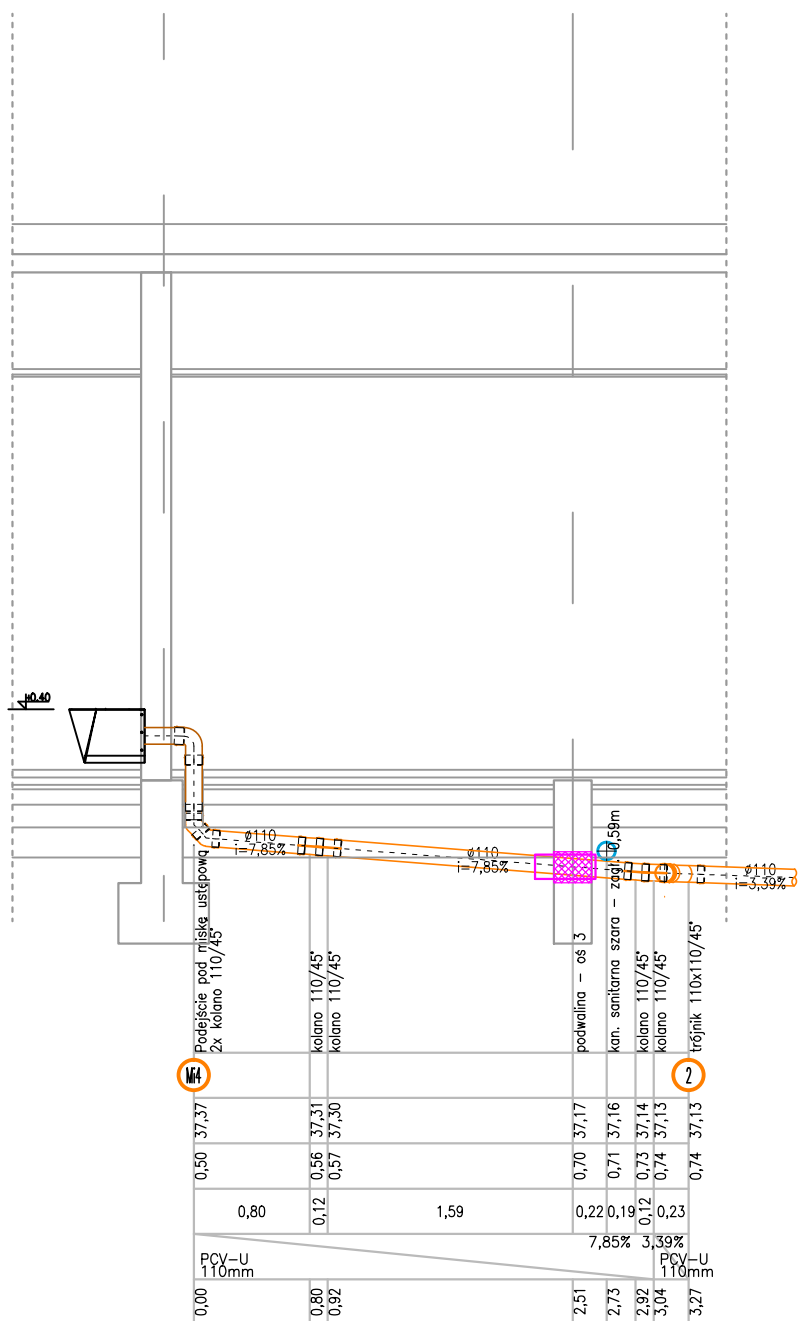 +0.40
ø110
i=7,85%
ø110
i=7,85%
ø110
i=3,39%
Podejście pod miskę ustępową
2x kolano 110/45°
kolano 110/45°
kolano 110/45°
podwalina – oś 3
kan. sanitarna szara – zagł. 0,59m
kolano 110/45°
kolano 110/45°
trójnik 110x110/45°
Mi4
2
37,37 37,31 37,30 37,17 37,16 37,14 37,13 37,13
0,50 0,56 0,57 0,70 0,71 0,73 0,74 0,74
0,80 0,12 1,59 0,22 0,19 0,12 0,23
7,85% 3,39%
PCV–U
110mm
PCV–U
110mm
0,00 0,80 0,92 2,51 2,73 2,92 3,04 3,27